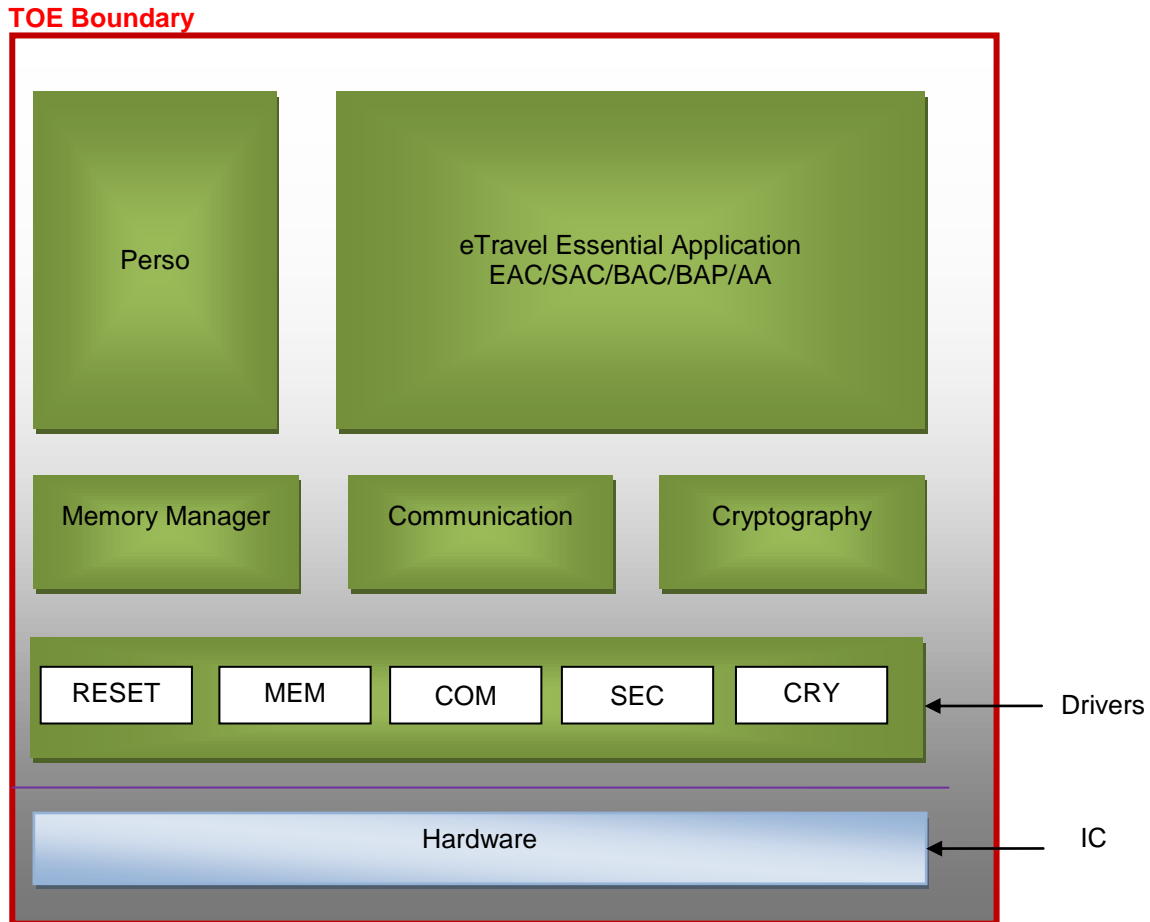 TOE Boundary
Perso
eTravel Essential Application
EAC/SAC/BAC/BAP/AA
Memory Manager
Communication
Cryptography
RESET
MEM
COM
SEC
CRY
Drivers
Hardware
IC